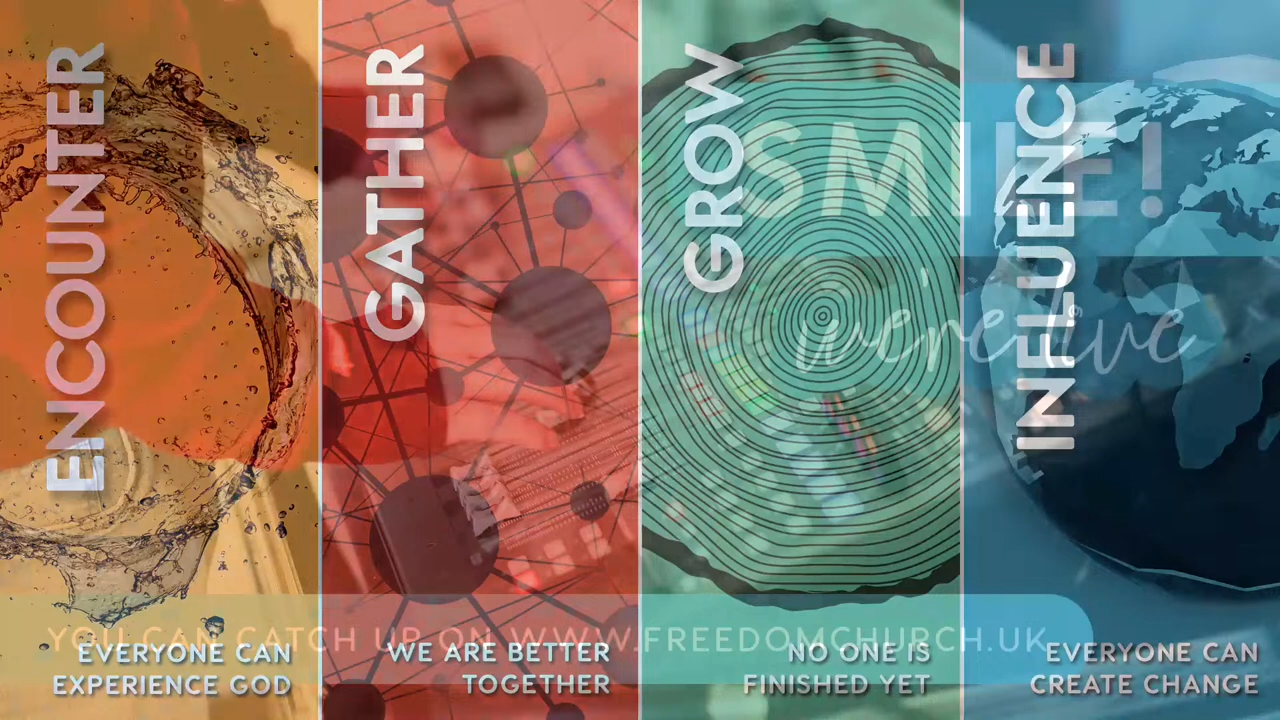 ENCOUNTER
EVERYONE CAN
EXPERIENCE GOD
GATHER
WE ARE BETTER
TOGETHER
GROW
NO ONE IS
FINISHED YET
INFLUENCE
EVERYONE CAN
CREATE CHANGE
SMILE!
we're live
YOU CAN CATCH UP ON WWW.FREEDOMCHURCH.UK